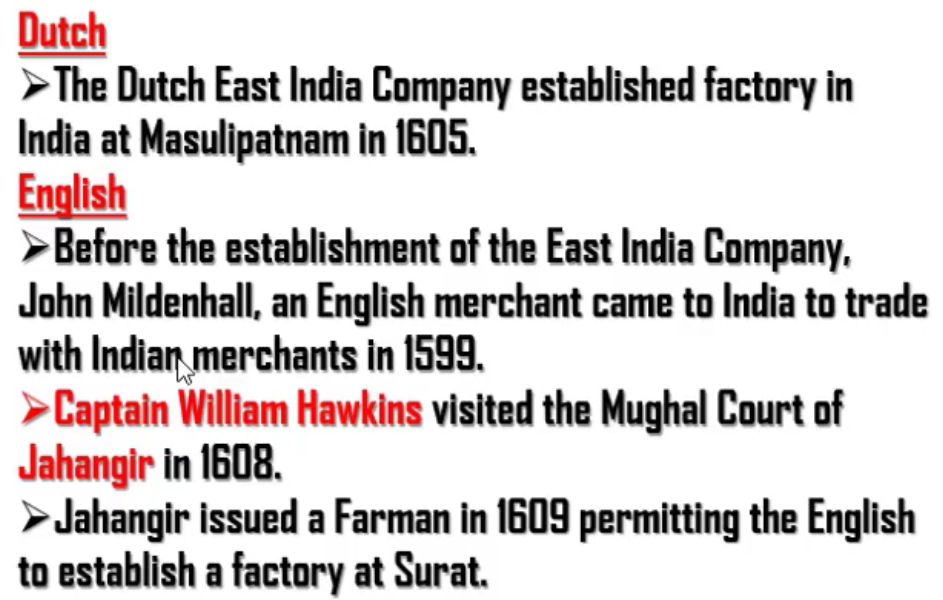 Dutch
➢The Dutch East India Company established factory in
India at Masulipatnam in 1605.
English
➢Before the establishment of the East India Company,
John Mildenhall, an English merchant came to India to trade
with Indian merchants in 1599.
➢Captain William Hawkins visited the Mughal Court of
Jahangir in 1608.
➢Jahangir issued a Farman in 1609 permitting the English
to establish a factory at Surat.